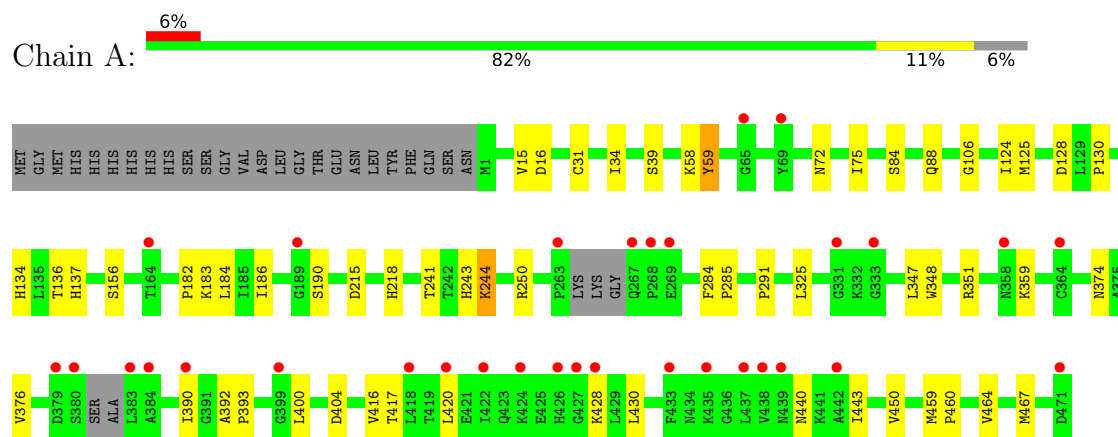 6%
Chain A:
82% 11% 6%
MET GLY MET HIS HIS HIS HIS HIS HIS SER SER GLY VAL ASP LEU GLY THR GLU ASN LEU TYR PHE GLN SER ASN M1 V15 D16 C31 I34 S39 K58 Y59 G65 Y69 N72 I75 S84 Q88 G106 I124 M125 D128 L129 P130
H134 L135 T136 H137 S156 T164 P182 K183 L184 I185 I186 G189 S190 D215 H218 T241 T242 H243 K244 R250 P263 LYS LYS GLY Q267 P268 E269 F284 P285 P291 L325 G331 K332 G333 L347 W348 R351 N358 K359 C364 N374 A375
V376 D379 S380 SER ALA L383 A384 I390 G391 A392 P393 G399 L400 D404 V416 T417 L418 T419 L420 E421 I422 Q423 K424 E425 H426 G427 K428 L429 L430 F433 N434 K435 G436 L437 V438 N439 N440 K441 A442 I443 V450 M459 P460 V464 M467 D471